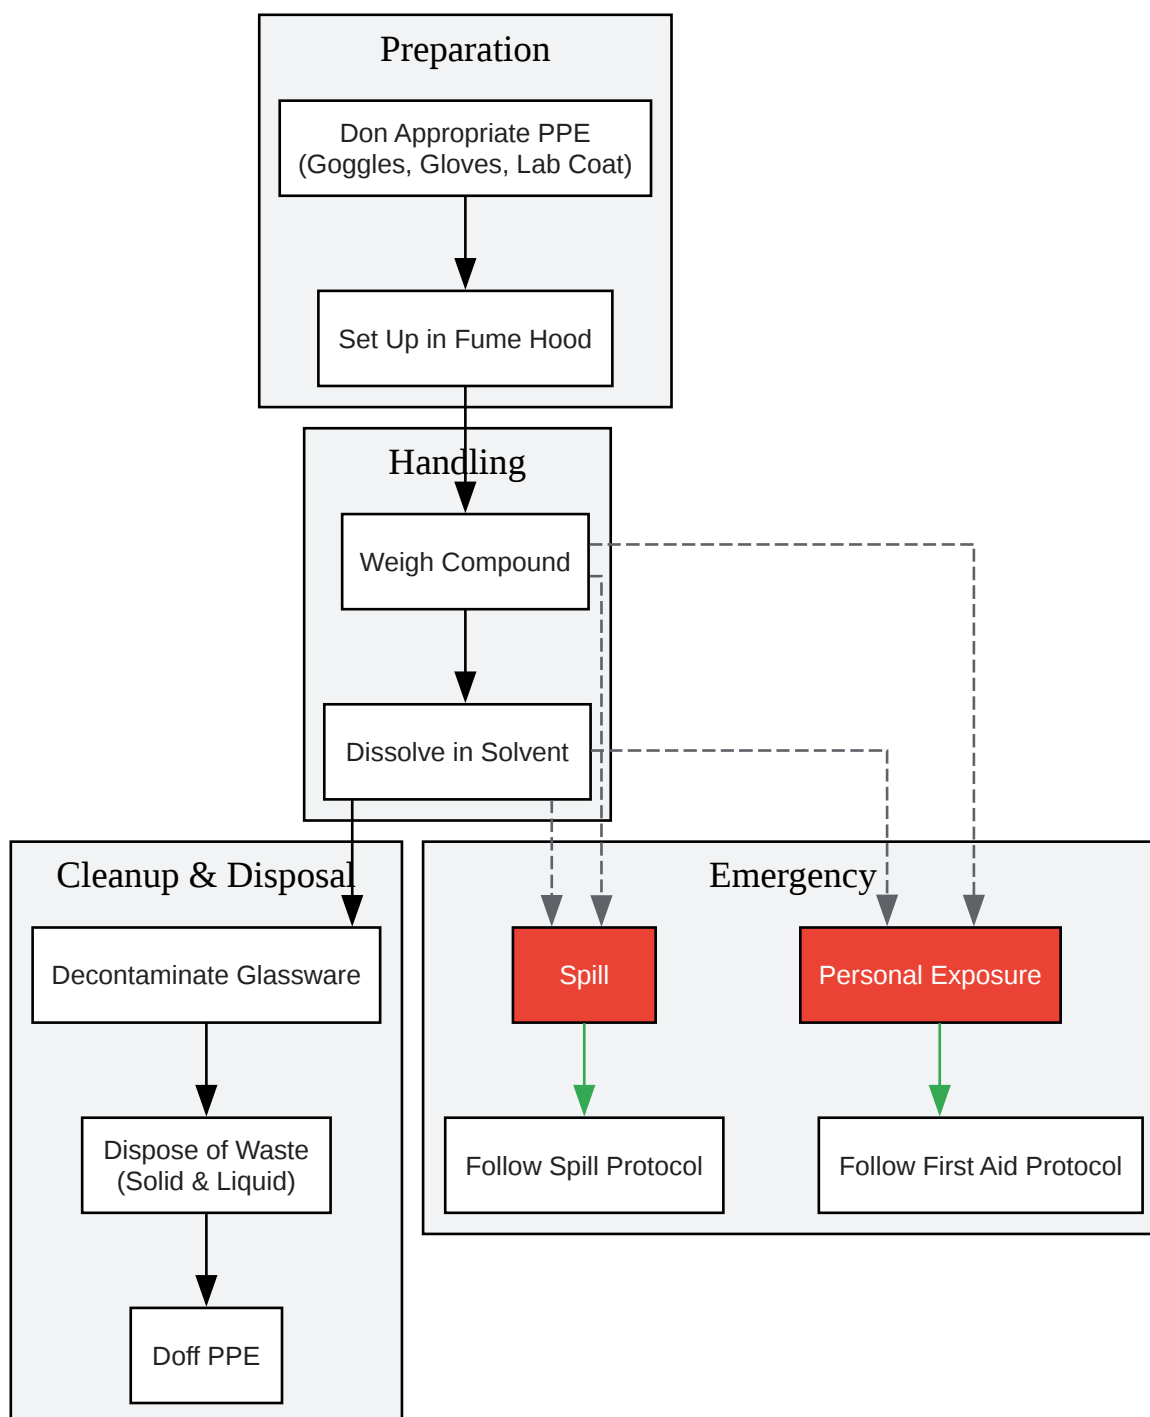 Preparation
Don Appropriate PPE
(Goggles, Gloves, Lab Coat)
Set Up in Fume Hood
Handling
Weigh Compound
Dissolve in Solvent
Cleanup & Disposal
Decontaminate Glassware
Dispose of Waste
(Solid & Liquid)
Doff PPE
Emergency
Spill
Personal Exposure
Follow Spill Protocol
Follow First Aid Protocol